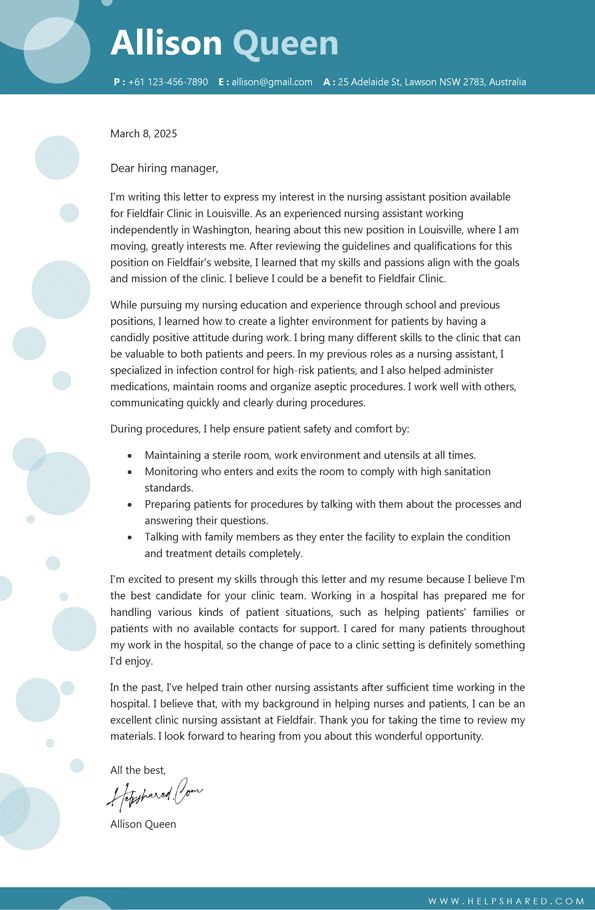 Allison Queen
P : +61 123-456-7890 E : allison@gmail.com A : 25 Adelaide St, Lawson NSW 2783, Australia
March 8, 2025
Dear hiring manager,
I'm writing this letter to express my interest in the nursing assistant position available
for Fieldfair Clinic in Louisville. As an experienced nursing assistant working
independently in Washington, hearing about this new position in Louisville, where I am
moving, greatly interests me. After reviewing the guidelines and qualifications for this
position on Fieldfair's website, I learned that my skills and passions align with the goals
and mission of the clinic. I believe I could be a benefit to Fieldfair Clinic.
While pursuing my nursing education and experience through school and previous
positions, I learned how to create a lighter environment for patients by having a
candidly positive attitude during work. I bring many different skills to the clinic that can
be valuable to both patients and peers. In my previous roles as a nursing assistant, I
specialized in infection control for high-risk patients, and I also helped administer
medications, maintain rooms and organize aseptic procedures. I work well with others,
communicating quickly and clearly during procedures.
During procedures, I help ensure patient safety and comfort by:
• Maintaining a sterile room, work environment and utensils at all times.
• Monitoring who enters and exits the room to comply with high sanitation
standards.
• Preparing patients for procedures by talking with them about the processes and
answering their questions.
• Talking with family members as they enter the facility to explain the condition
and treatment details completely.
I'm excited to present my skills through this letter and my resume because I believe I'm
the best candidate for your clinic team. Working in a hospital has prepared me for
handling various kinds of patient situations, such as helping patients' families or
patients with no available contacts for support. I cared for many patients throughout
my work in the hospital, so the change of pace to a clinic setting is definitely something
I'd enjoy.
In the past, I've helped train other nursing assistants after sufficient time working in the
hospital. I believe that, with my background in helping nurses and patients, I can be an
excellent clinic nursing assistant at Fieldfair. Thank you for taking the time to review my
materials. I look forward to hearing from you about this wonderful opportunity.
All the best,
Helpshared.Com
Allison Queen
WWW.HELPSHARED.COM